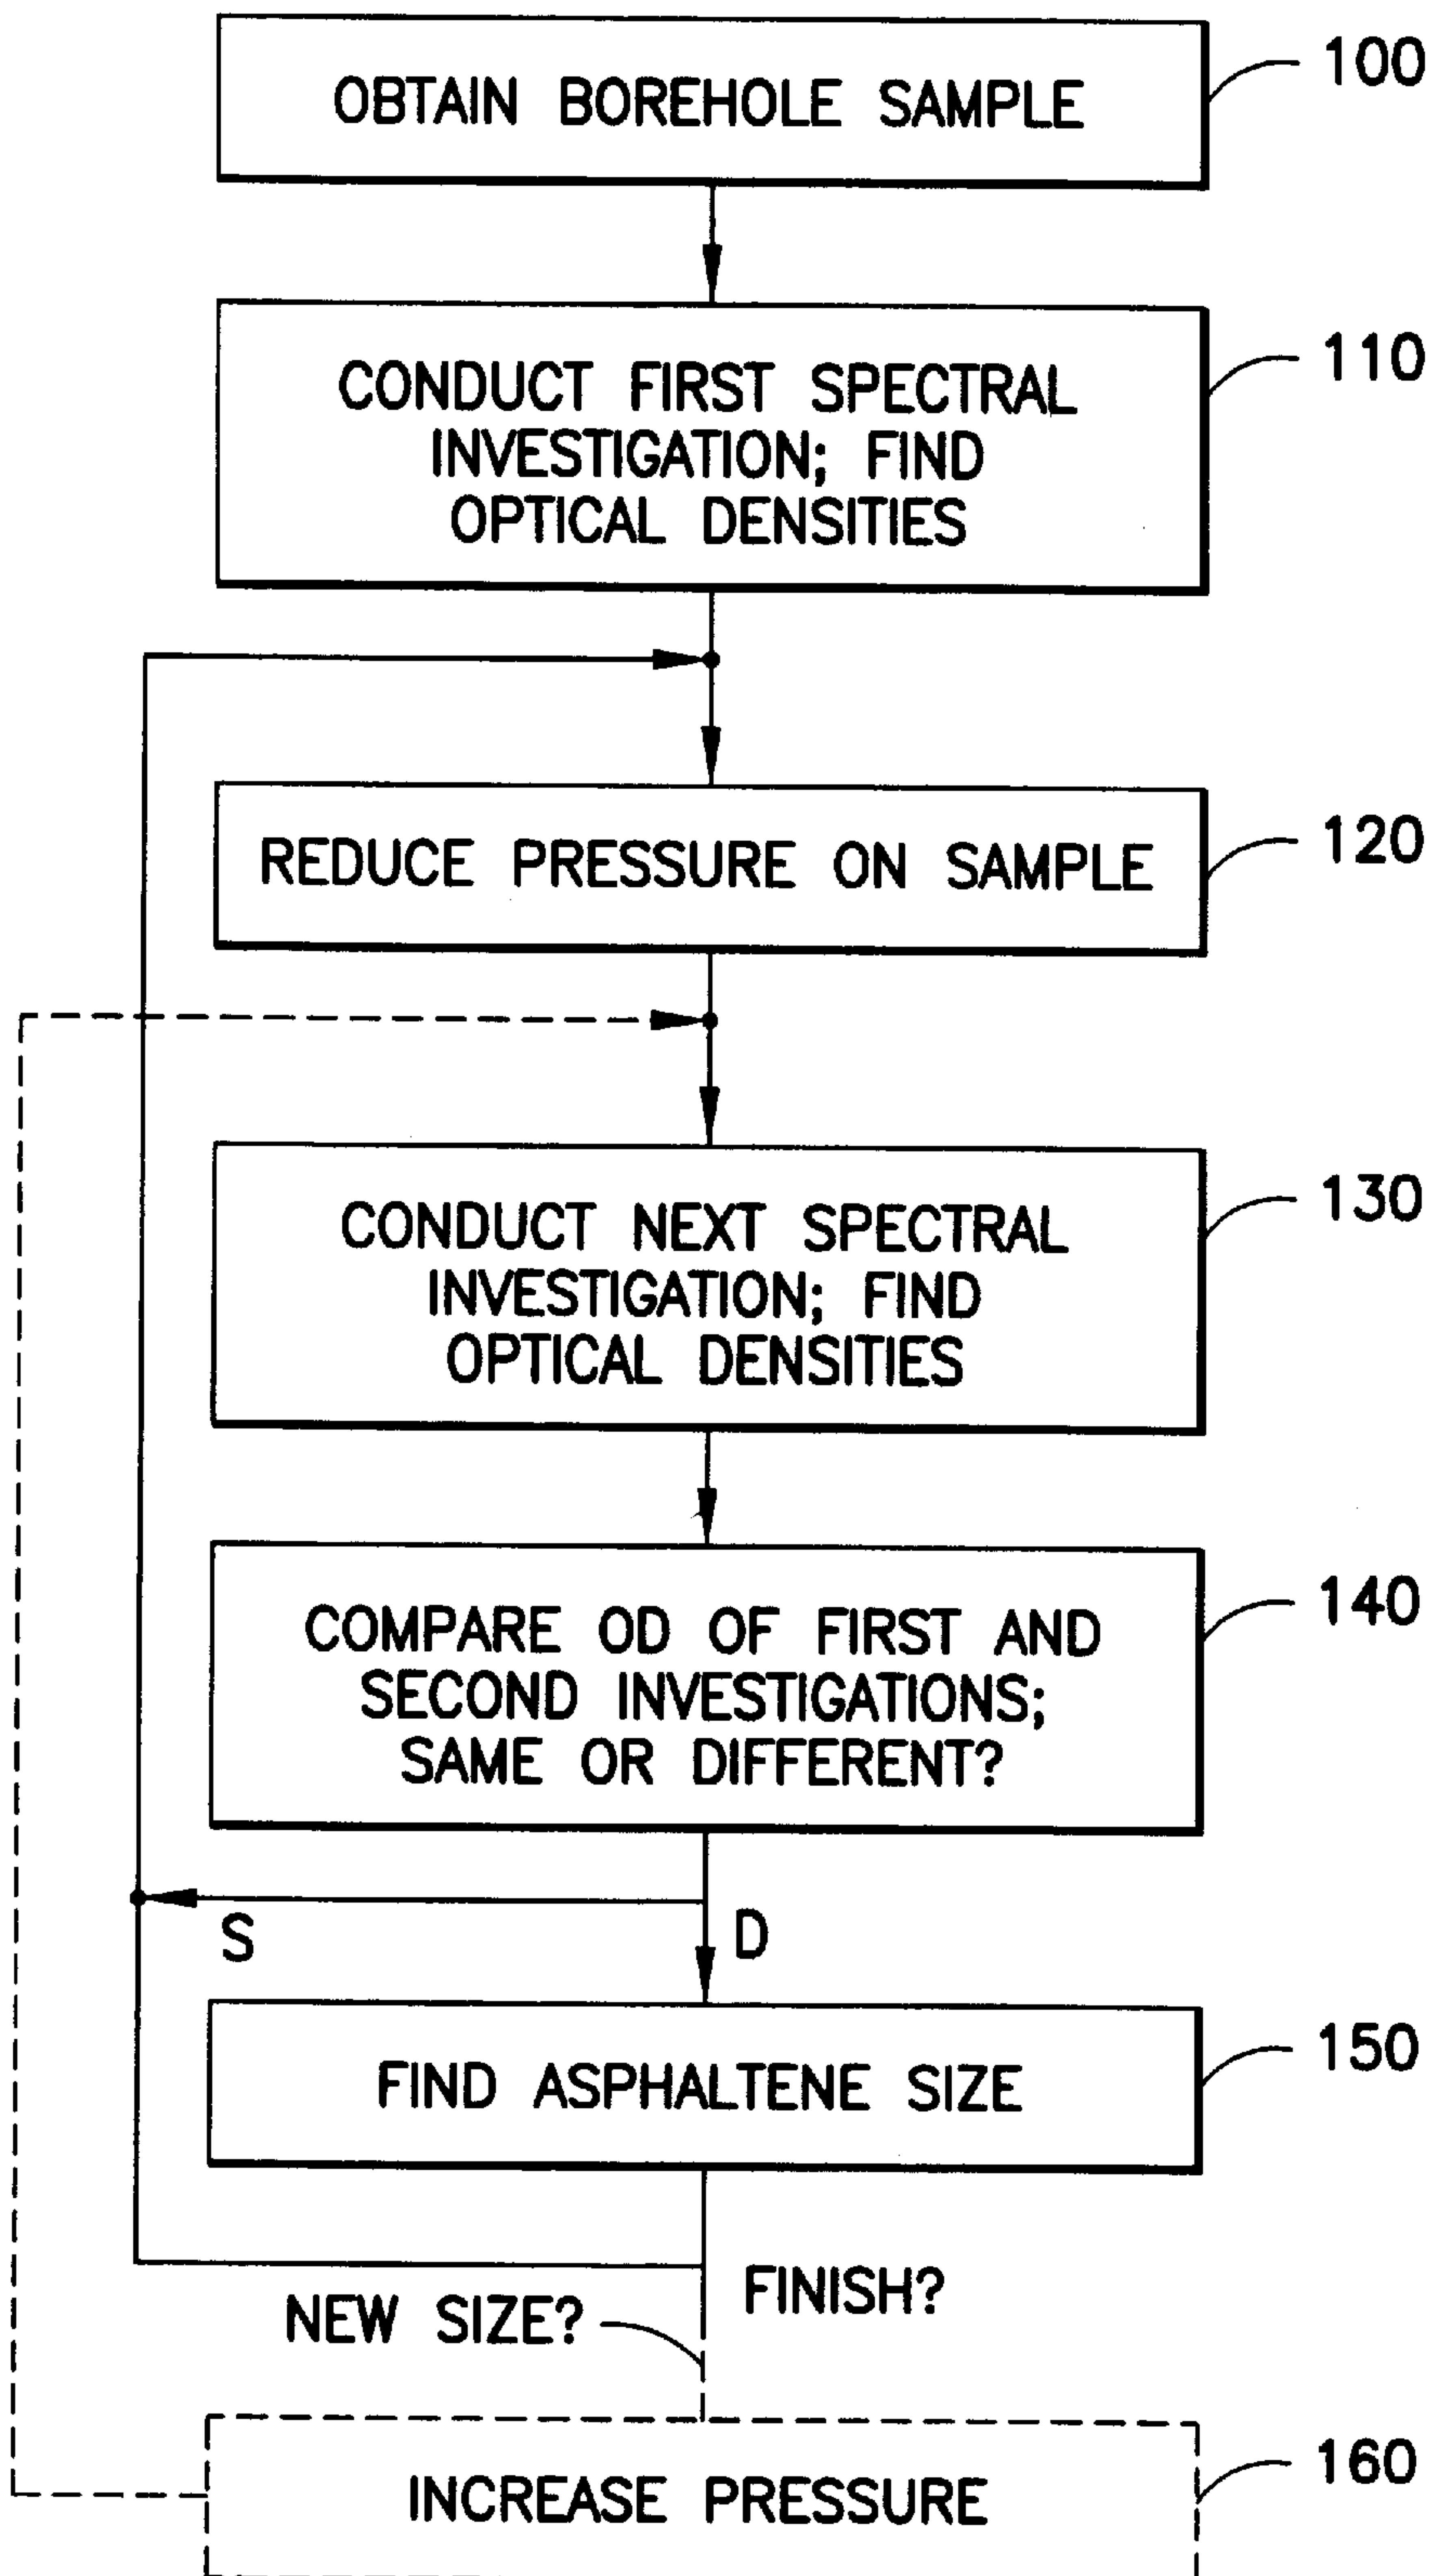 OBTAIN BOREHOLE SAMPLE
100
CONDUCT FIRST SPECTRAL
INVESTIGATION; FIND
OPTICAL DENSITIES
110
REDUCE PRESSURE ON SAMPLE
120
CONDUCT NEXT SPECTRAL
INVESTIGATION; FIND
OPTICAL DENSITIES
130
COMPARE OD OF FIRST AND
SECOND INVESTIGATIONS;
SAME OR DIFFERENT?
140
S
D
FIND ASPHALTENE SIZE
150
FINISH?
NEW SIZE?
INCREASE PRESSURE
160